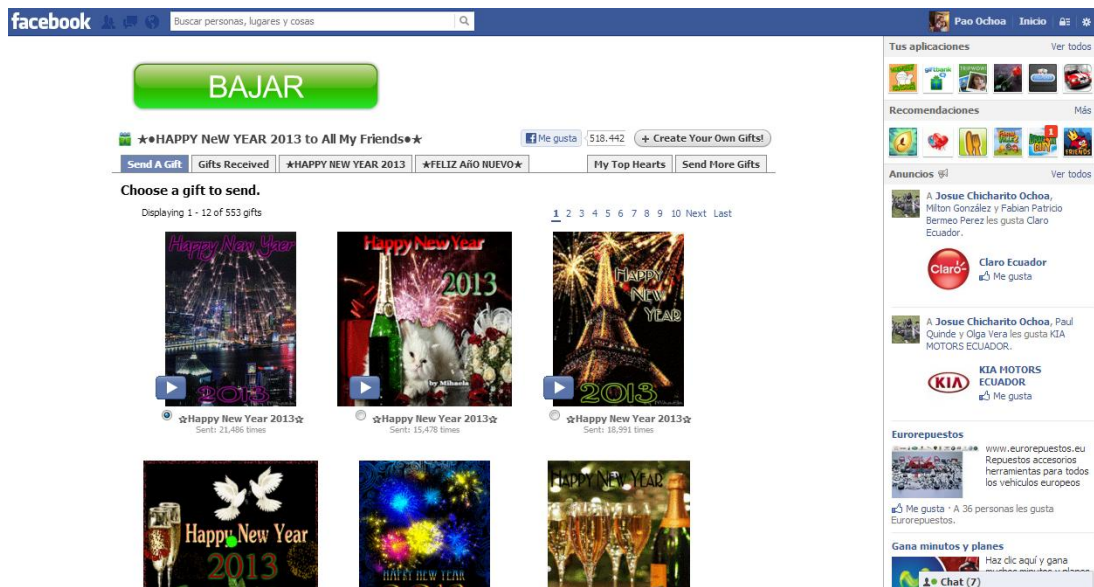 facebook
Buscar personas, lugares y cosas
Pao Ochoa
Inicio
BAJAR
★●HAPPY NeW YEAR 2013 to All My Friends●★
Me gusta
518.442
+ Create Your Own Gifts!
Send A Gift
Gifts Received
★HAPPY NEW YEAR 2013
★FELIZ AñO NUEVO★
My Top Hearts
Send More Gifts
Choose a gift to send.
Displaying 1 - 12 of 553 gifts
1 2 3 4 5 6 7 8 9 10 Next Last
Happy New Yaer
2013
✰Happy New Year 2013✰
Sent: 21,486 times
Happy New Year
2013
by Mihaela
✰Happy New Year 2013✰
Sent: 15,478 times
HAPPY
NEW
YEAR
2013
✰Happy New Year 2013✰
Sent: 18,991 times
Happy New Year
2013
HAPPY NEW YEAR
HAPPY NEW YEAR
Tus aplicaciones
Ver todos
giftbank
Recomendaciones
Más
1
FRIENDS
Anuncios
Ver todos
A Josue Chicharito Ochoa,
Milton González y Fabian Patricio
Bermeo Perez les gusta Claro
Ecuador.
Claro
Claro Ecuador
Me gusta
A Josue Chicharito Ochoa, Paul
Quinde y Olga Vera les gusta KIA
MOTORS ECUADOR.
KIA
KIA MOTORS
ECUADOR
Me gusta
Eurorepuestos
www.eurorepuestos.eu
Repuestos accesorios
herramientas para todos
los vehiculos europeos
Me gusta · A 36 personas les gusta
Eurorepuestos.
Gana minutos y planes
Haz clic aquí y gana
Chat (7)